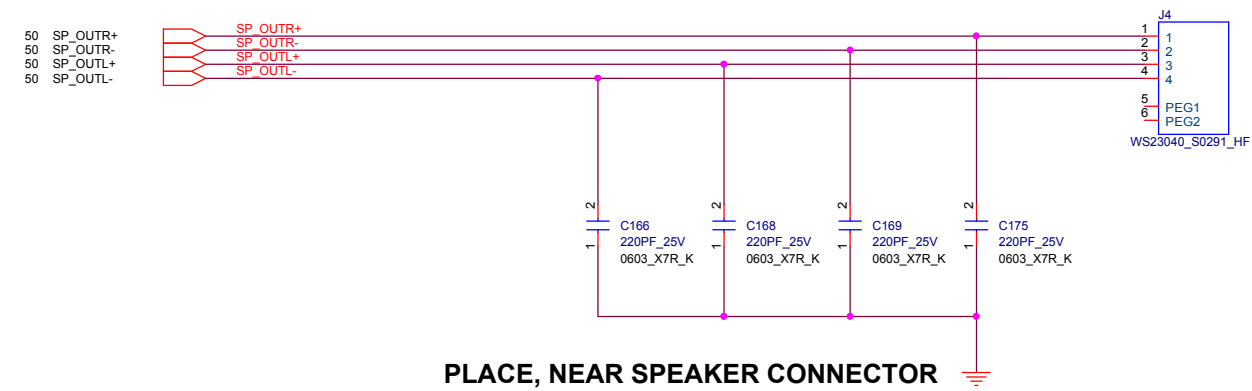 J4
50 SP_OUTR+
50 SP_OUTR-
50 SP_OUTL+
50 SP_OUTL-
SP_OUTR+
SP_OUTR-
SP_OUTL+
SP_OUTL-
1 1
2 2
3 3
4 4
5 PEG1
6 PEG2
WS23040_S0291_HF
2
1
C166
220PF_25V
0603_X7R_K
2
1
C168
220PF_25V
0603_X7R_K
2
1
C169
220PF_25V
0603_X7R_K
2
1
C175
220PF_25V
0603_X7R_K
PLACE, NEAR SPEAKER CONNECTOR